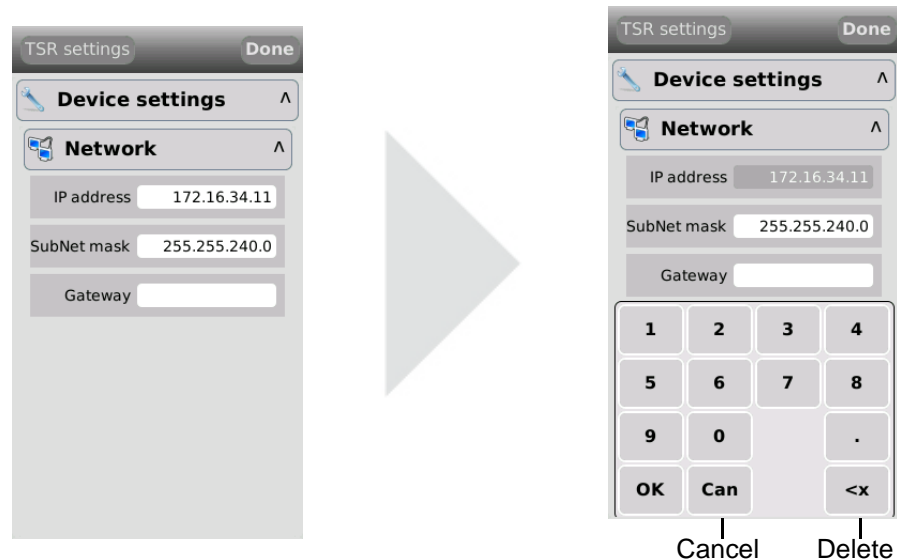 TSR settings Done
Device settings ^
Network ^
IP address 172.16.34.11
SubNet mask 255.255.240.0
Gateway
TSR settings Done
Device settings ^
Network ^
IP address 172.16.34.11
SubNet mask 255.255.240.0
Gateway
1 2 3 4
5 6 7 8
9 0 .
OK Can <x
Cancel Delete